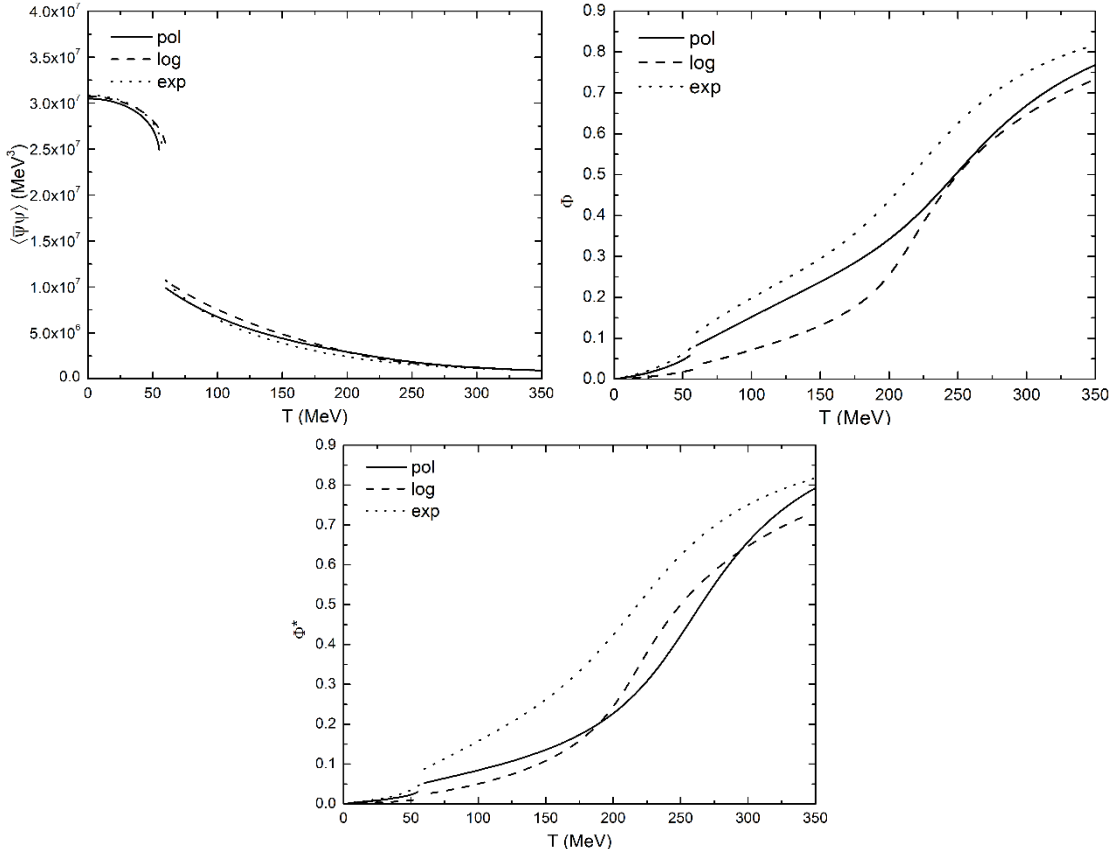 4.0x10⁷
3.5x10⁷
3.0x10⁷
2.5x10⁷
2.0x10⁷
1.5x10⁷
1.0x10⁷
5.0x10⁶
0.0
⟨ψ̄ψ⟩ (MeV³)
pol
log
exp
0 50 100 150 200 250 300 350
T (MeV)
0.9
0.8
0.7
0.6
0.5
0.4
0.3
0.2
0.1
0.0
Φ
pol
log
exp
0 50 100 150 200 250 300 350
T (MeV)
0.9
0.8
0.7
0.6
0.5
0.4
0.3
0.2
0.1
0.0
Φ*
pol
log
exp
0 50 100 150 200 250 300 350
T (MeV)